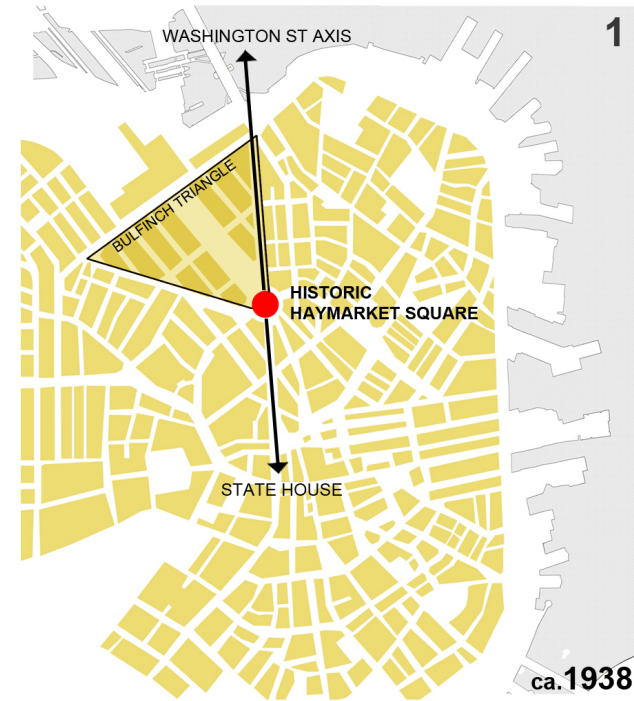 1
WASHINGTON ST AXIS
BULFINCH TRIANGLE
HISTORIC
HAYMARKET SQUARE
STATE HOUSE
ca.1938